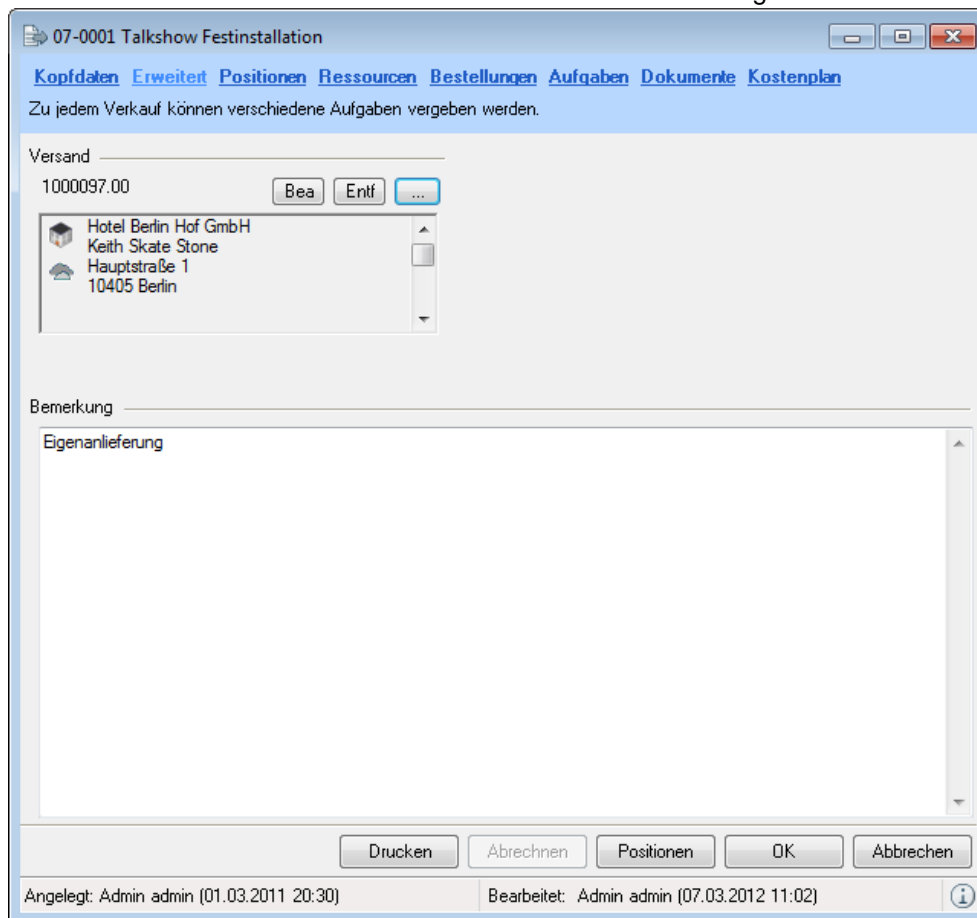 07-0001 Talkshow Festinstallation
Kopfdaten Erweitert Positionen Ressourcen Bestellungen Aufgaben Dokumente Kostenplan
Zu jedem Verkauf können verschiedene Aufgaben vergeben werden.
Versand
1000097.00 Bea Entf ...
Hotel Berlin Hof GmbH
Keith Skate Stone
Hauptstraße 1
10405 Berlin
Bemerkung
Eigenanlieferung
Drucken Abrechnen Positionen OK Abbrechen
Angelegt: Admin admin (01.03.2011 20:30) Bearbeitet: Admin admin (07.03.2012 11:02)